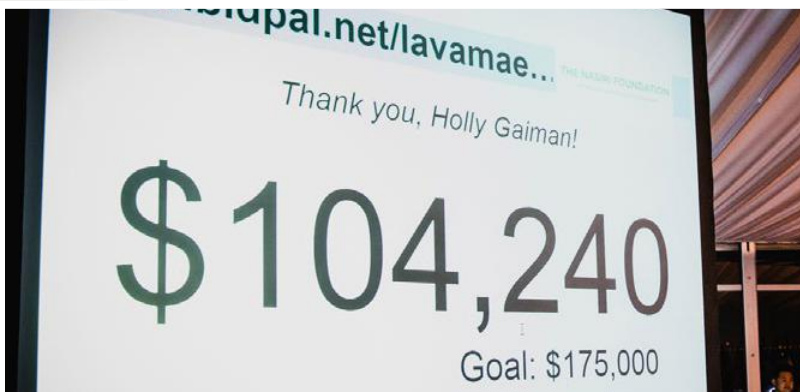 bidpal.net/lavamae...
THE NASIRI FOUNDATION
Thank you, Holly Gaiman!
$104,240
Goal: $175,000